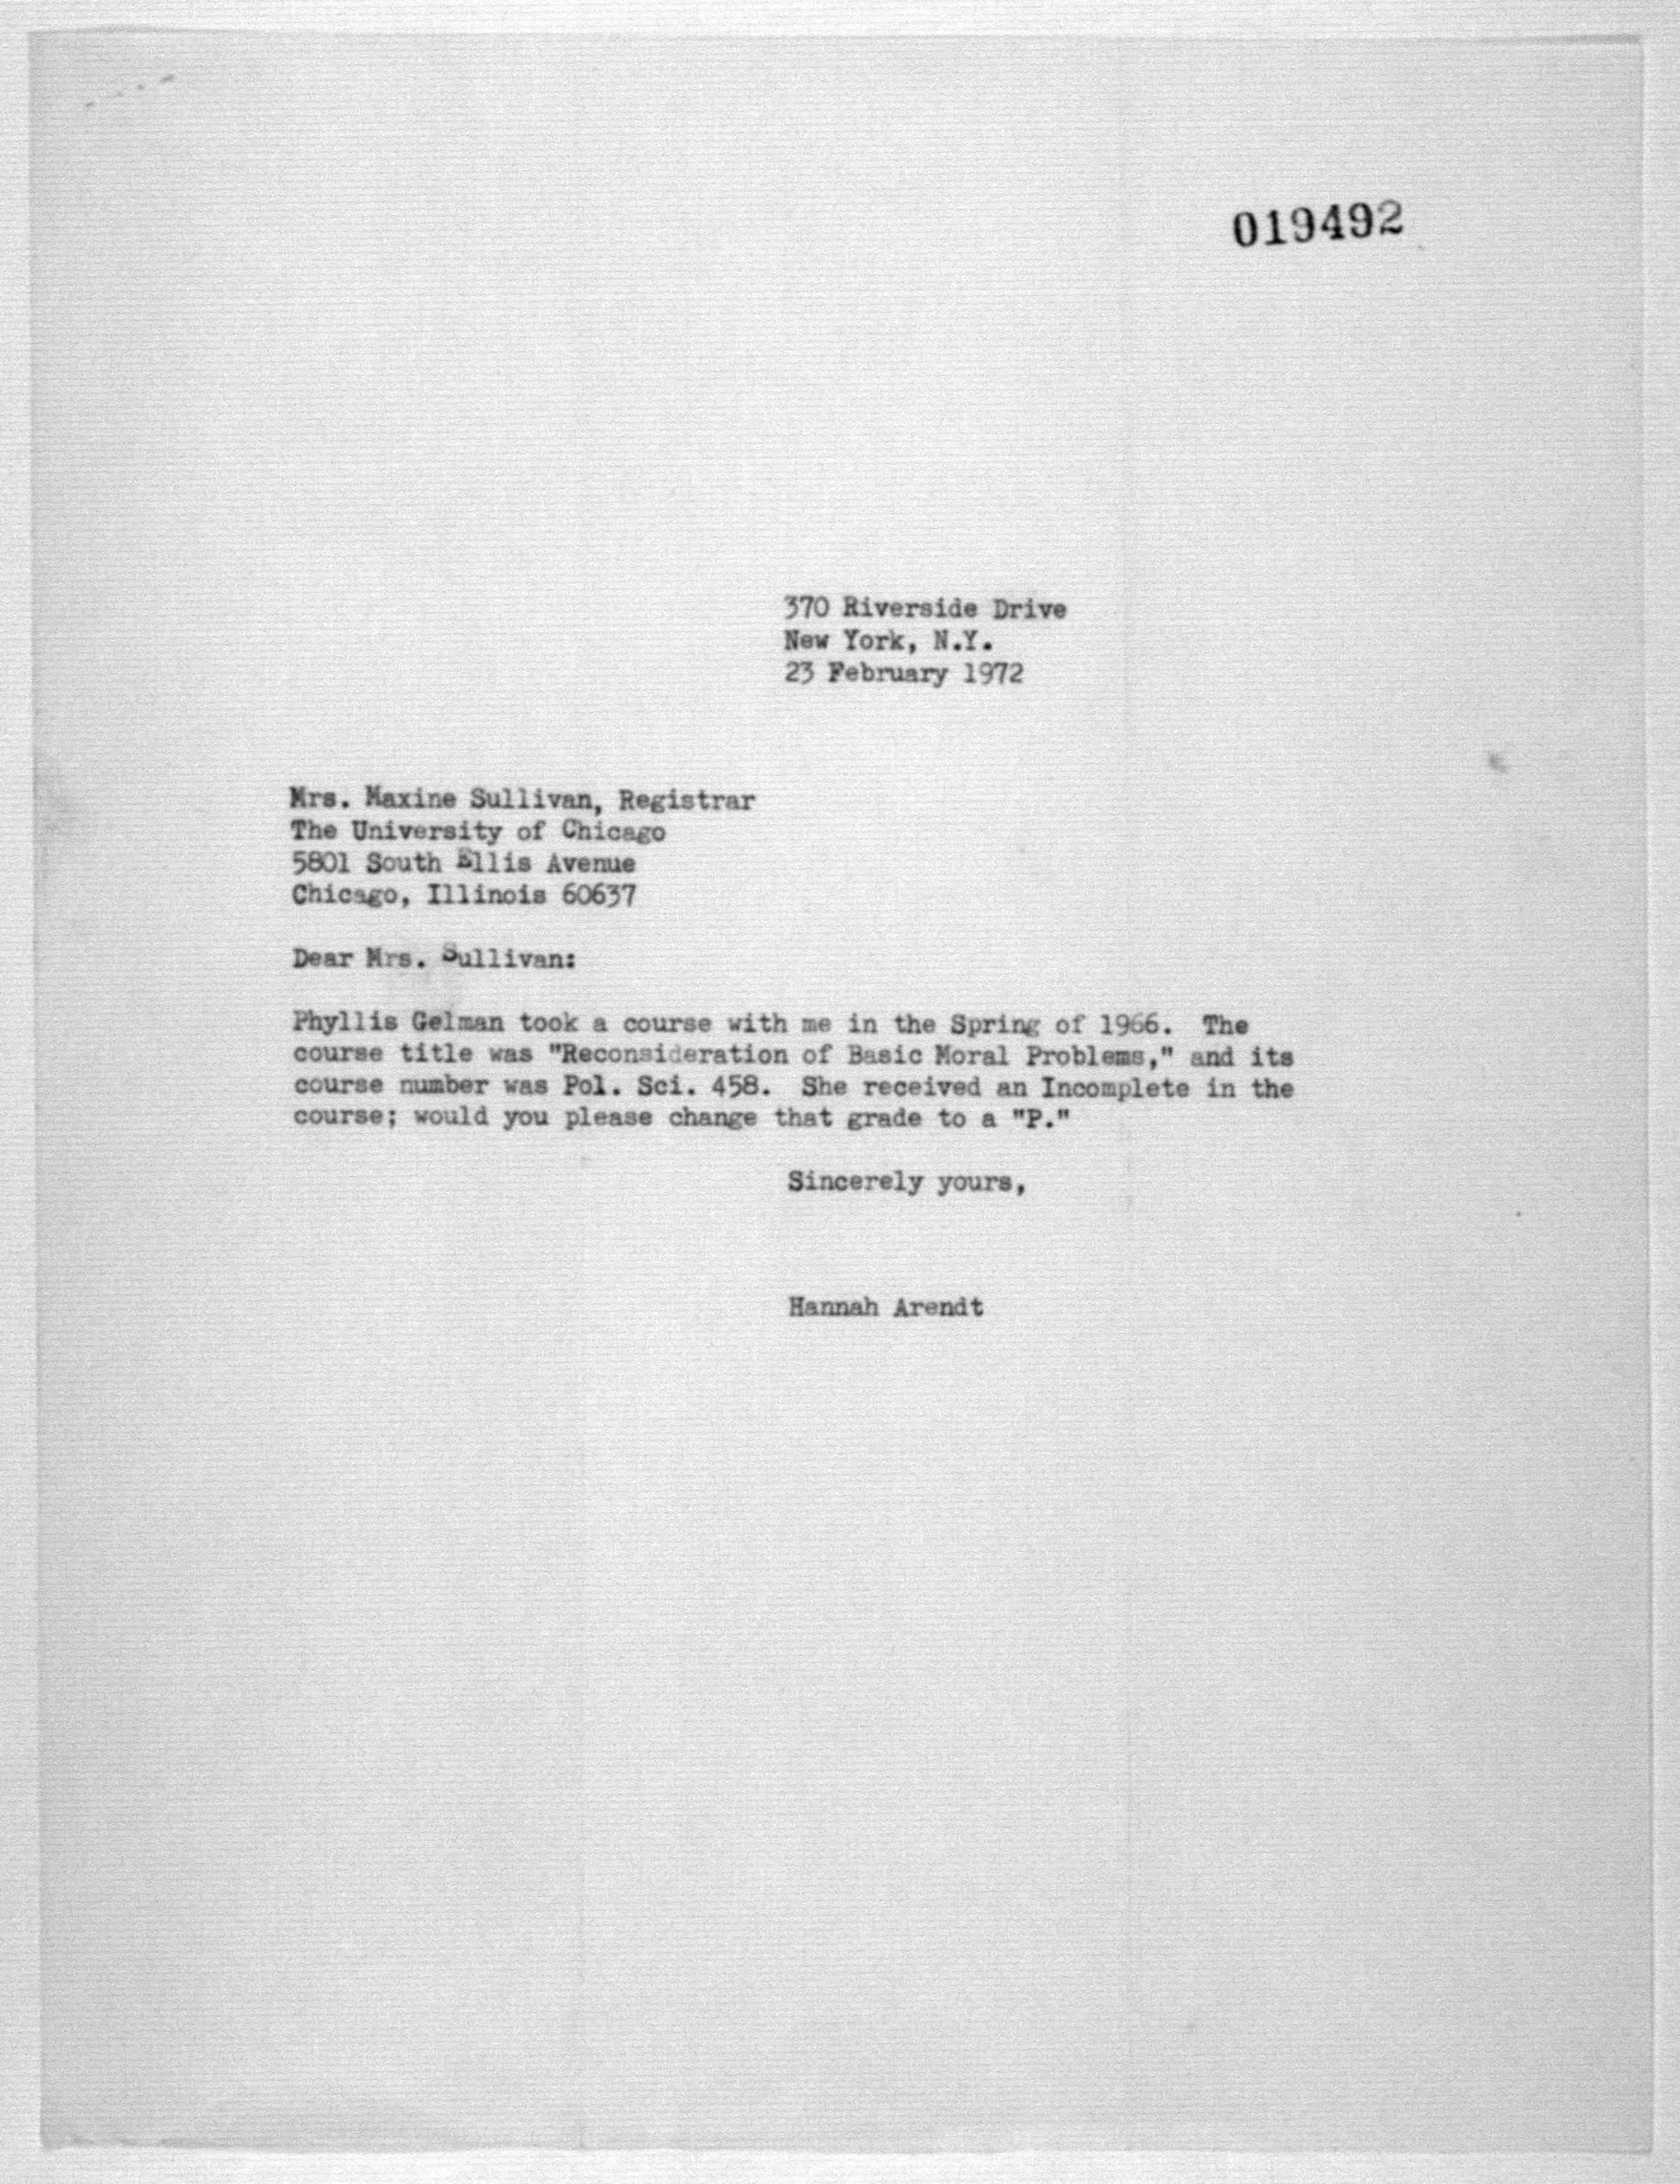 019492
370 Riverside Drive
New York, N.Y.
23 February 1972
Mrs. Maxine Sullivan, Registrar
The University of Chicago
5801 South Ellis Avenue
Chicago, Illinois 60637
Dear Mrs. Sullivan:
Phyllis Gelman took a course with me in the Spring of 1966. The
course title was "Reconsideration of Basic Moral Problems," and its
course number was Pol. Sci. 458. She received an Incomplete in the
course; would you please change that grade to a "P."
Sincerely yours,
Hannah Arendt